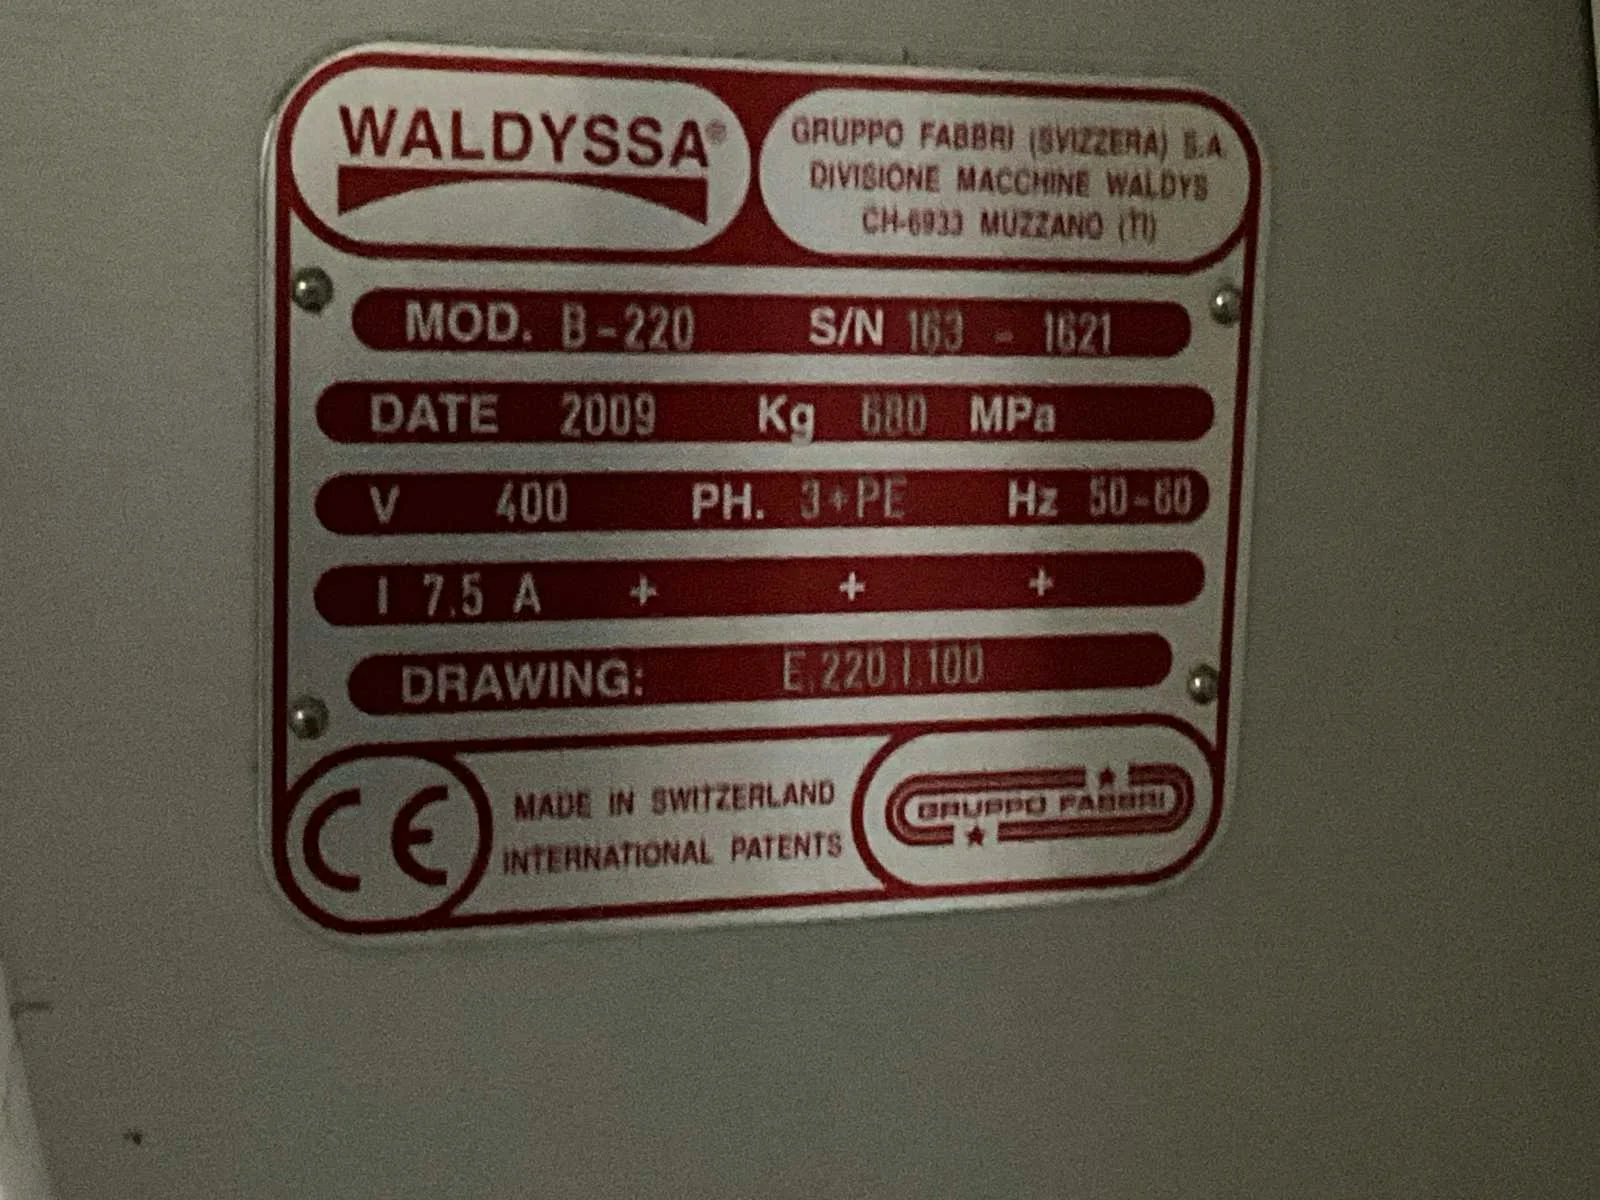 WALDYSSA®
GRUPPO FABBRI (SVIZZERA) S.A.
DIVISIONE MACCHINE WALDYS
CH-6933 MUZZANO (TI)
MOD. B-220 S/N 163 - 1621
DATE 2009 Kg 680 MPa
V 400 PH. 3+PE Hz 50-60
I 7.5 A + + +
DRAWING: E.220.I.100
CE
MADE IN SWITZERLAND
INTERNATIONAL PATENTS
GRUPPO FABBRI